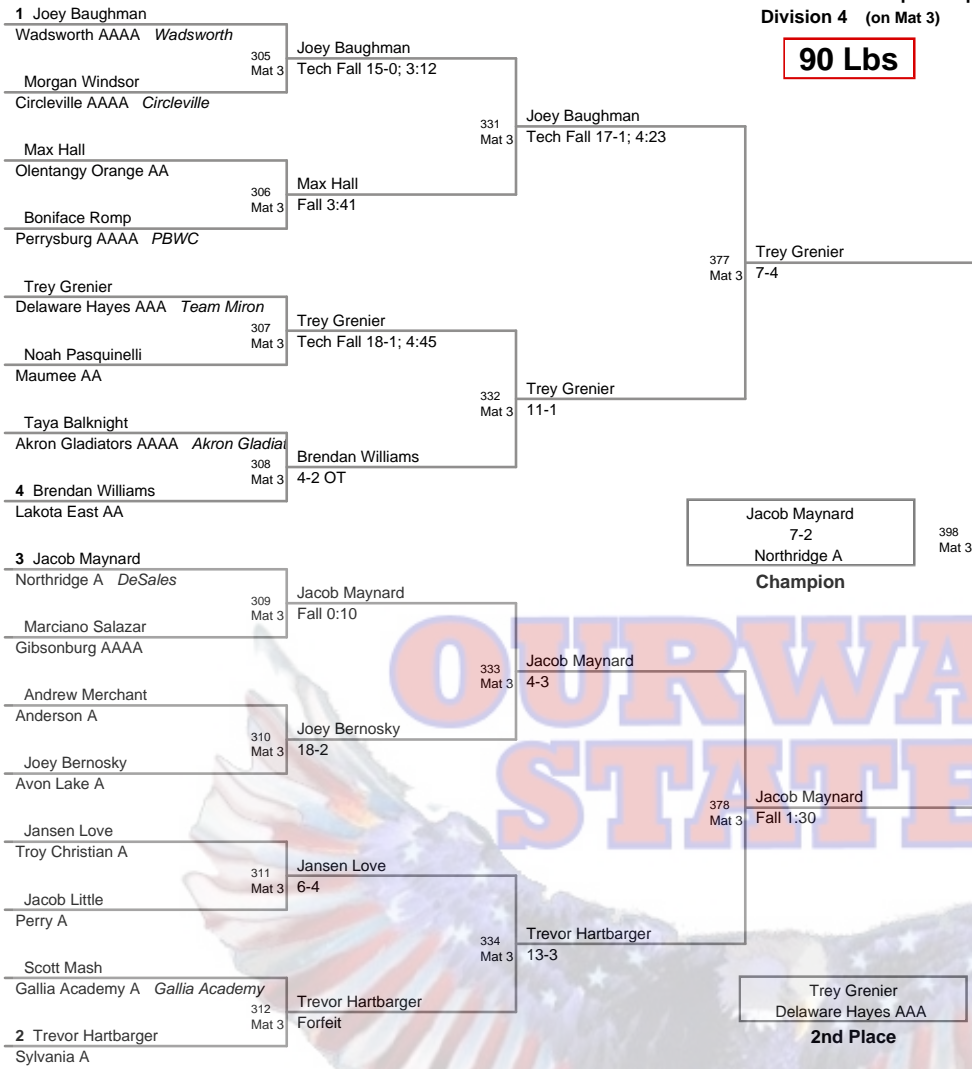 Division 4 (on Mat 3)
90 Lbs
1 Joey Baughman
Wadsworth AAAA Wadsworth
305
Mat 3
Joey Baughman
Tech Fall 15-0; 3:12
Morgan Windsor
Circleville AAAA Circleville
331
Mat 3
Joey Baughman
Tech Fall 17-1; 4:23
Max Hall
Olentangy Orange AA
306
Mat 3
Max Hall
Fall 3:41
Boniface Romp
Perrysburg AAAA PBWC
377
Mat 3
Trey Grenier
7-4
Trey Grenier
Delaware Hayes AAA Team Miron
307
Mat 3
Trey Grenier
Tech Fall 18-1; 4:45
Noah Pasquinelli
Maumee AA
332
Mat 3
Trey Grenier
11-1
Taya Balknight
Akron Gladiators AAAA Akron Gladiat
308
Mat 3
Brendan Williams
4-2 OT
4 Brendan Williams
Lakota East AA
Jacob Maynard
7-2
Northridge A
398
Mat 3
Champion
3 Jacob Maynard
Northridge A DeSales
309
Mat 3
Jacob Maynard
Fall 0:10
Marciano Salazar
Gibsonburg AAAA
333
Mat 3
Jacob Maynard
4-3
Andrew Merchant
Anderson A
310
Mat 3
Joey Bernosky
18-2
Joey Bernosky
Avon Lake A
378
Mat 3
Jacob Maynard
Fall 1:30
Jansen Love
Troy Christian A
311
Mat 3
Jansen Love
6-4
Jacob Little
Perry A
334
Mat 3
Trevor Hartbarger
13-3
Scott Mash
Gallia Academy A Gallia Academy
312
Mat 3
Trevor Hartbarger
Forfeit
2 Trevor Hartbarger
Sylvania A
Trey Grenier
Delaware Hayes AAA
2nd Place
OURWA
STATE